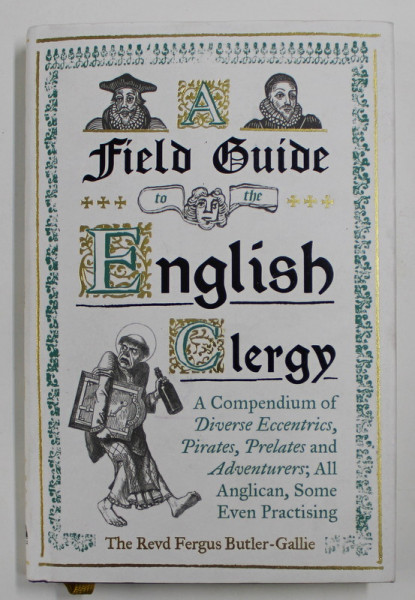 A
Field Guide
to the
English
Clergy
A Compendium of
Diverse Eccentrics,
Pirates, Prelates and
Adventurers; All
Anglican, Some
Even Practising
The Revd Fergus Butler-Gallie